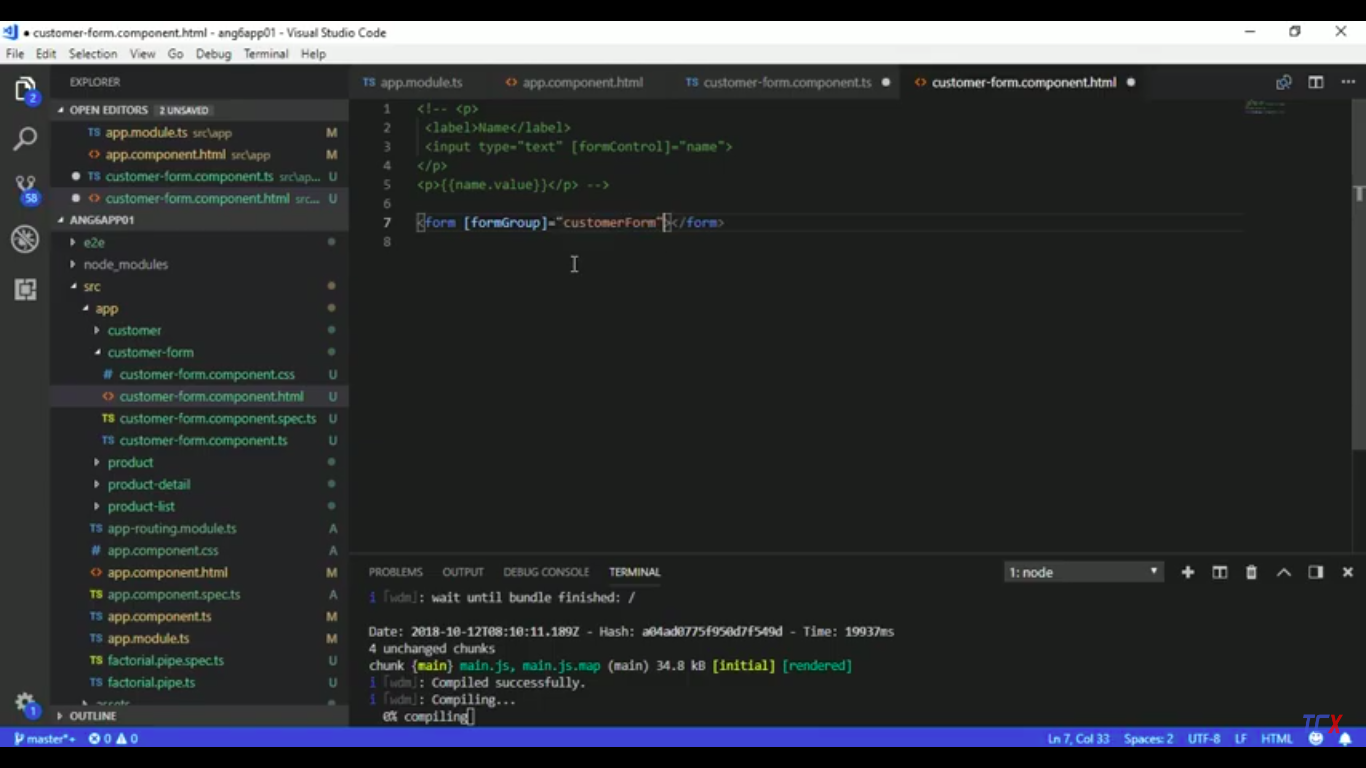 customer-form.component.html - ang6app01 - Visual Studio Code
File Edit Selection View Go Debug Terminal Help
EXPLORER
OPEN EDITORS 2 UNSAVED
TS app.module.ts src\app M
<> app.component.html src\app M
TS customer-form.component.ts src\ap... U
<> customer-form.component.html src... U
ANG6APP01
e2e
node_modules
src
app
customer
customer-form
# customer-form.component.css U
<> customer-form.component.html U
TS customer-form.component.spec.ts U
TS customer-form.component.ts U
product
product-detail
product-list
TS app-routing.module.ts A
# app.component.css A
<> app.component.html M
TS app.component.spec.ts A
TS app.component.ts M
TS app.module.ts M
TS factorial.pipe.spec.ts U
TS factorial.pipe.ts U
OUTLINE
2
58
1
TS app.module.ts <> app.component.html TS customer-form.component.ts <> customer-form.component.html
1 <!-- <p>
2 <label>Name</label>
3 <input type="text" [formControl]="name">
4 </p>
5 <p>{{name.value}}</p> -->
6
7 <form [formGroup]="customerForm"></form>
8
PROBLEMS OUTPUT DEBUG CONSOLE TERMINAL 1: node
i ｢wdm｣: wait until bundle finished: /
Date: 2018-10-12T08:10:11.189Z - Hash: a04ad0775f950d7f549d - Time: 19937ms
4 unchanged chunks
chunk {main} main.js, main.js.map (main) 34.8 kB [initial] [rendered]
i ｢wdm｣: Compiled successfully.
i ｢wdm｣: Compiling...
0% compiling
master*+ 0 0 Ln 7, Col 33 Spaces: 2 UTF-8 LF HTML
TCX